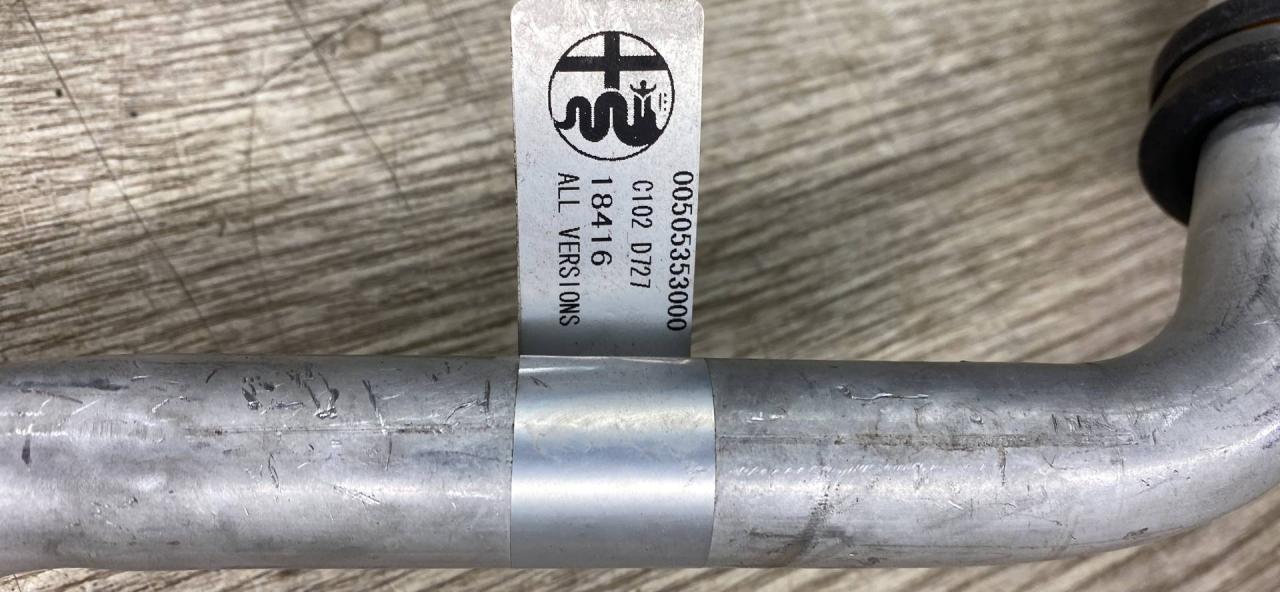 00505353000
C102 D727
18416
ALL VERSIONS